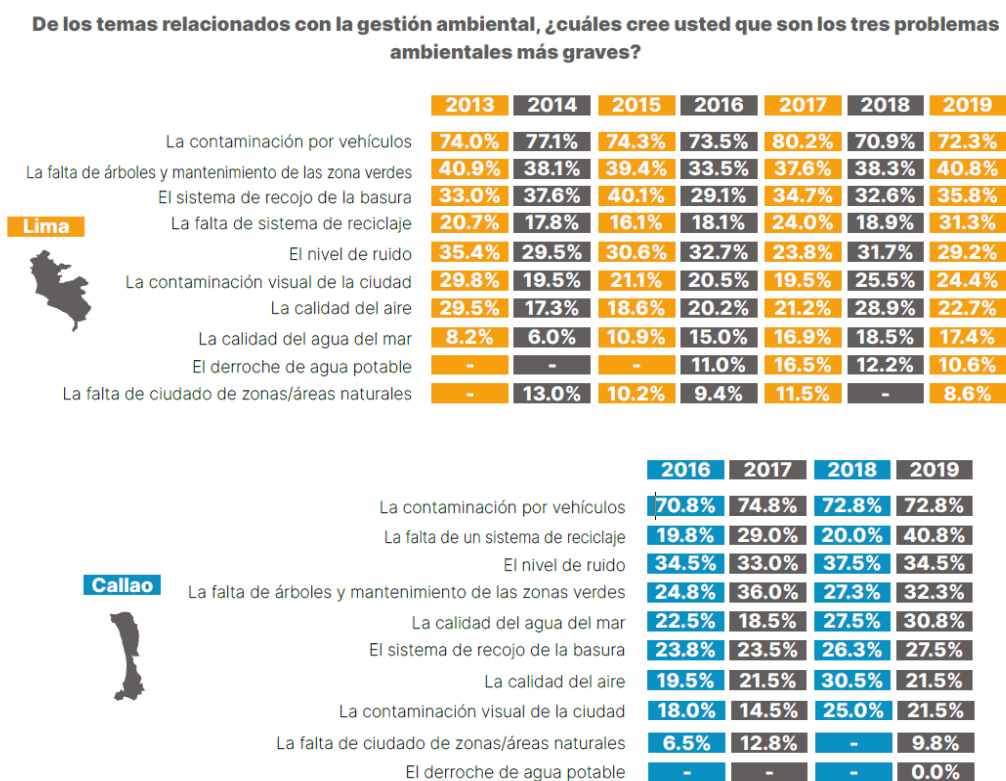 De los temas relacionados con la gestión ambiental, ¿cuáles cree usted que son los tres problemas
ambientales más graves?
2013 2014 2015 2016 2017 2018 2019
La contaminación por vehículos 74.0% 77.1% 74.3% 73.5% 80.2% 70.9% 72.3%
La falta de árboles y mantenimiento de las zona verdes 40.9% 38.1% 39.4% 33.5% 37.6% 38.3% 40.8%
El sistema de recojo de la basura 33.0% 37.6% 40.1% 29.1% 34.7% 32.6% 35.8%
Lima
La falta de sistema de reciclaje 20.7% 17.8% 16.1% 18.1% 24.0% 18.9% 31.3%
El nivel de ruido 35.4% 29.5% 30.6% 32.7% 23.8% 31.7% 29.2%
La contaminación visual de la ciudad 29.8% 19.5% 21.1% 20.5% 19.5% 25.5% 24.4%
La calidad del aire 29.5% 17.3% 18.6% 20.2% 21.2% 28.9% 22.7%
La calidad del agua del mar 8.2% 6.0% 10.9% 15.0% 16.9% 18.5% 17.4%
El derroche de agua potable - - - 11.0% 16.5% 12.2% 10.6%
La falta de ciudado de zonas/áreas naturales - 13.0% 10.2% 9.4% 11.5% - 8.6%
2016 2017 2018 2019
La contaminación por vehículos 70.8% 74.8% 72.8% 72.8%
La falta de un sistema de reciclaje 19.8% 29.0% 20.0% 40.8%
El nivel de ruido 34.5% 33.0% 37.5% 34.5%
Callao
La falta de árboles y mantenimiento de las zonas verdes 24.8% 36.0% 27.3% 32.3%
La calidad del agua del mar 22.5% 18.5% 27.5% 30.8%
El sistema de recojo de la basura 23.8% 23.5% 26.3% 27.5%
La calidad del aire 19.5% 21.5% 30.5% 21.5%
La contaminación visual de la ciudad 18.0% 14.5% 25.0% 21.5%
La falta de ciudado de zonas/áreas naturales 6.5% 12.8% - 9.8%
El derroche de agua potable - - - 0.0%